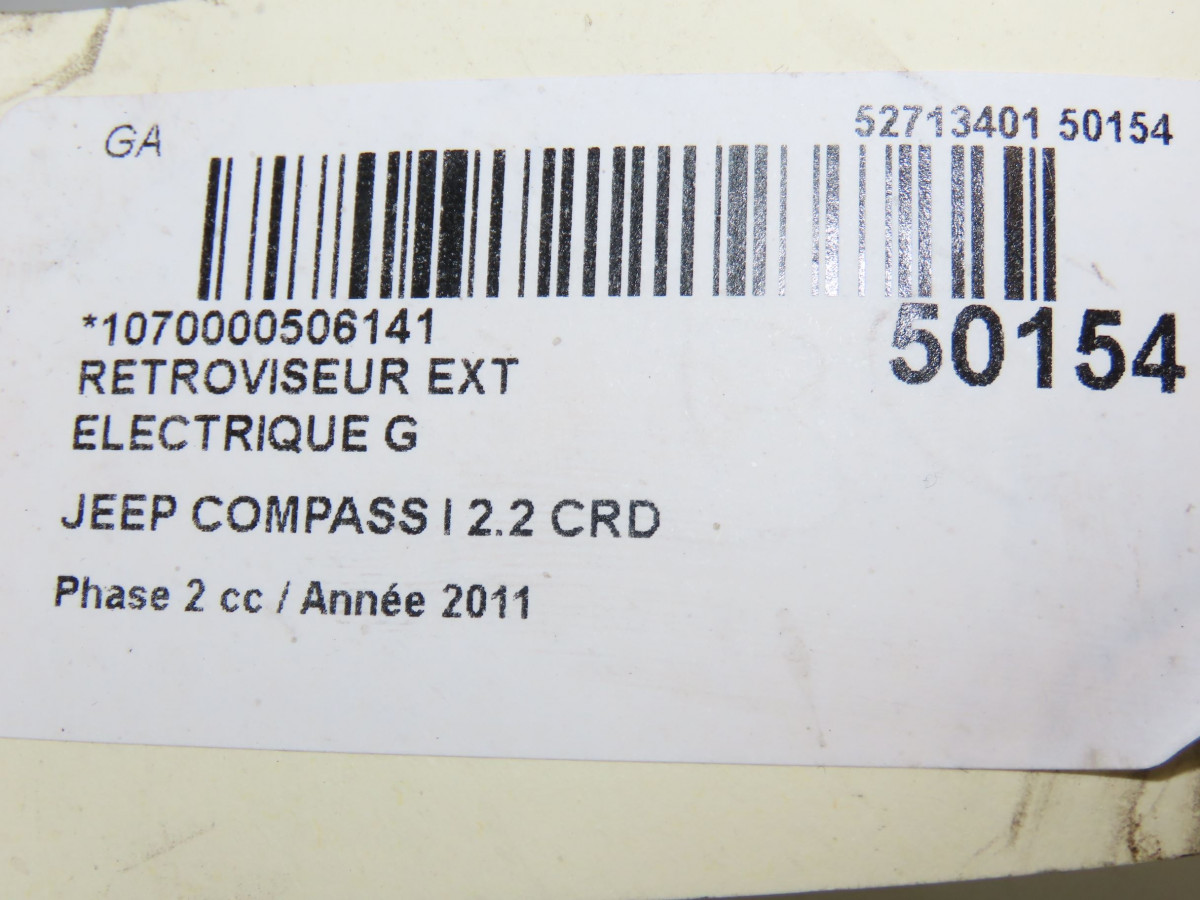 GA
52713401 50154
*1070000506141
50154
RETROVISEUR EXT
ELECTRIQUE G
JEEP COMPASS I 2.2 CRD
Phase 2 cc / Année 2011